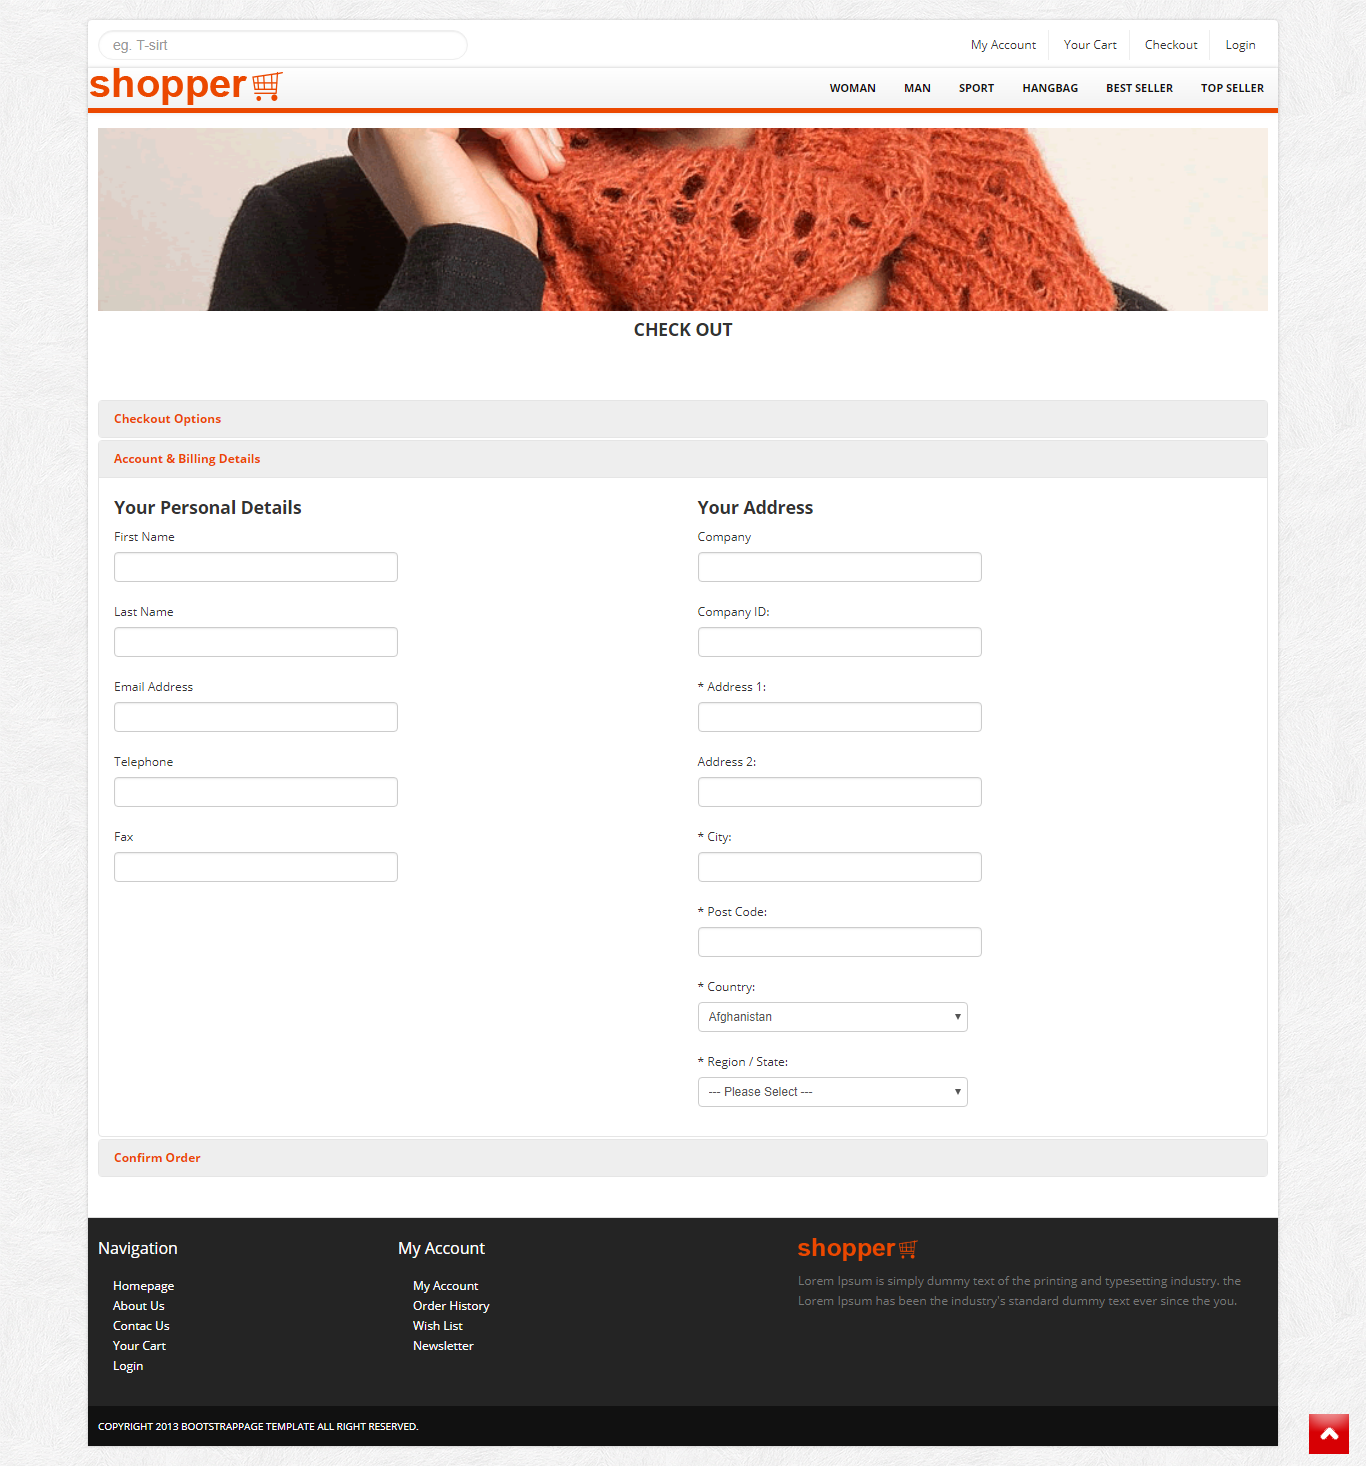 eg. T-sirt
My Account
Your Cart
Checkout
Login
shopper
WOMAN
MAN
SPORT
HANGBAG
BEST SELLER
TOP SELLER
CHECK OUT
Checkout Options
Account & Billing Details
Your Personal Details
First Name
Last Name
Email Address
Telephone
Fax
Your Address
Company
Company ID:
* Address 1:
Address 2:
* City:
* Post Code:
* Country:
Afghanistan
* Region / State:
--- Please Select ---
Confirm Order
Navigation
Homepage
About Us
Contac Us
Your Cart
Login
My Account
My Account
Order History
Wish List
Newsletter
shopper
Lorem Ipsum is simply dummy text of the printing and typesetting industry. the
Lorem Ipsum has been the industry's standard dummy text ever since the you.
COPYRIGHT 2013 BOOTSTRAPPAGE TEMPLATE ALL RIGHT RESERVED.